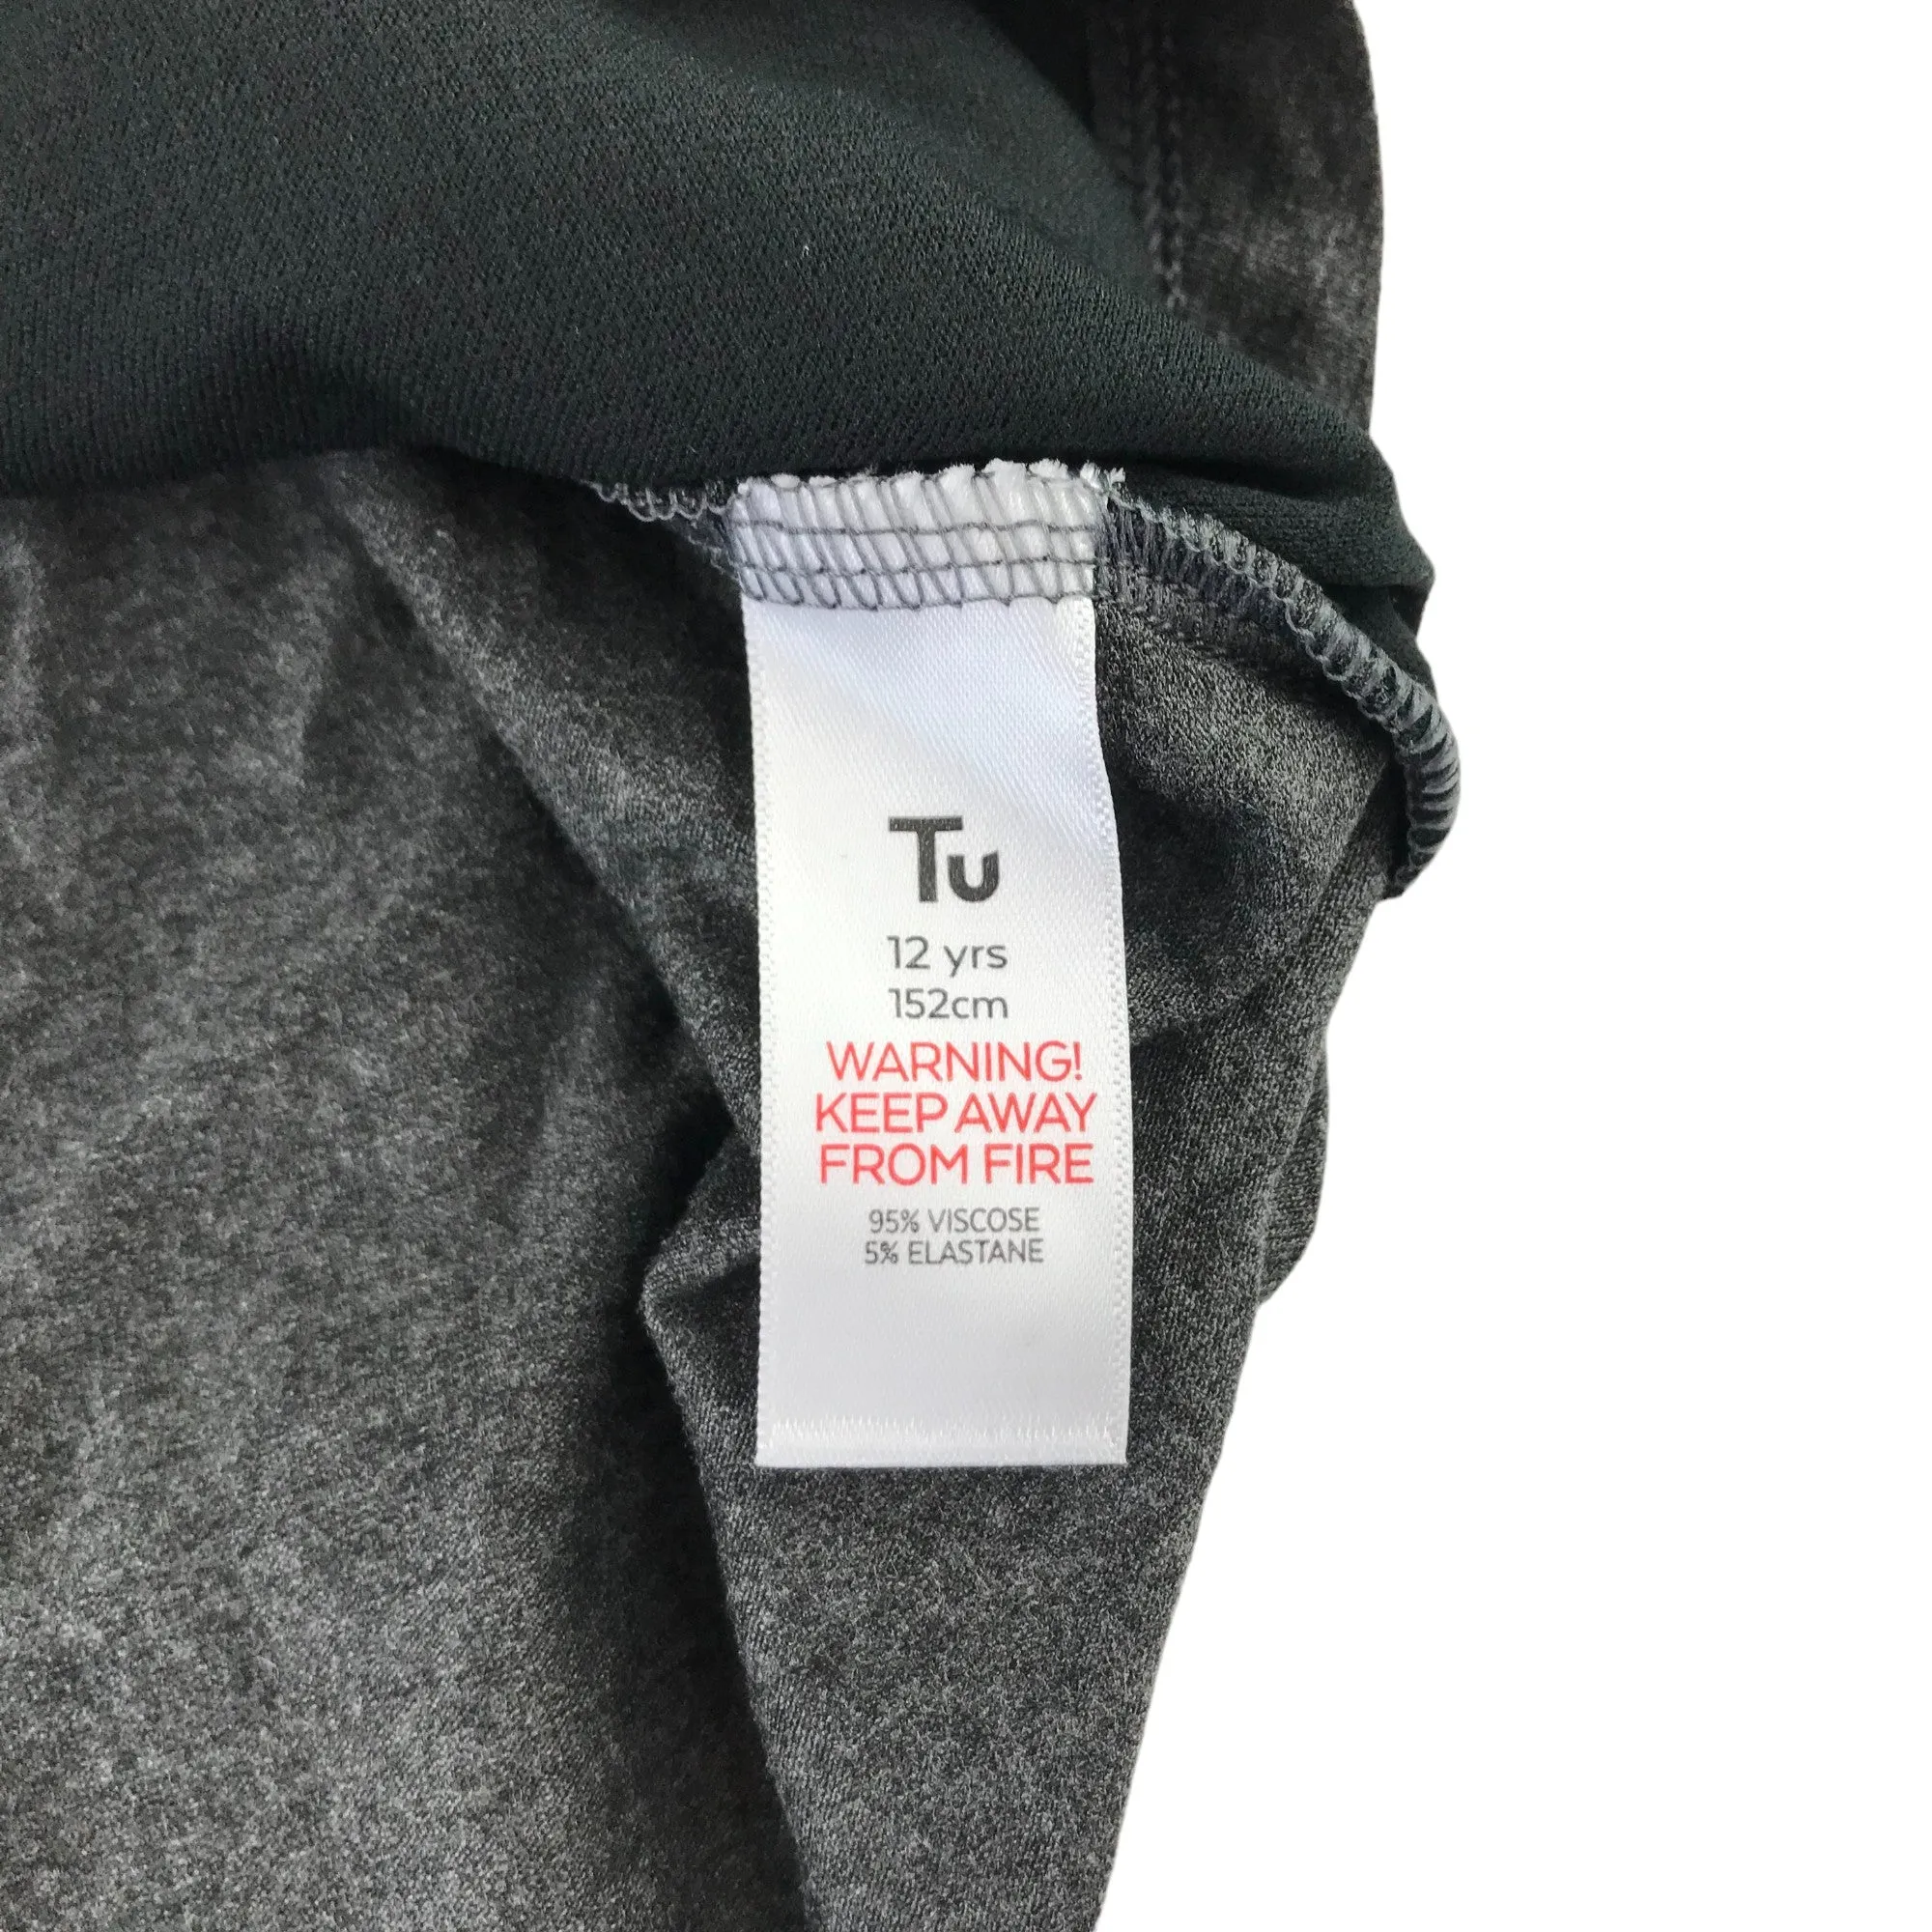 Tu
12 yrs
152cm
WARNING!
KEEP AWAY
FROM FIRE
95% VISCOSE
5% ELASTANE